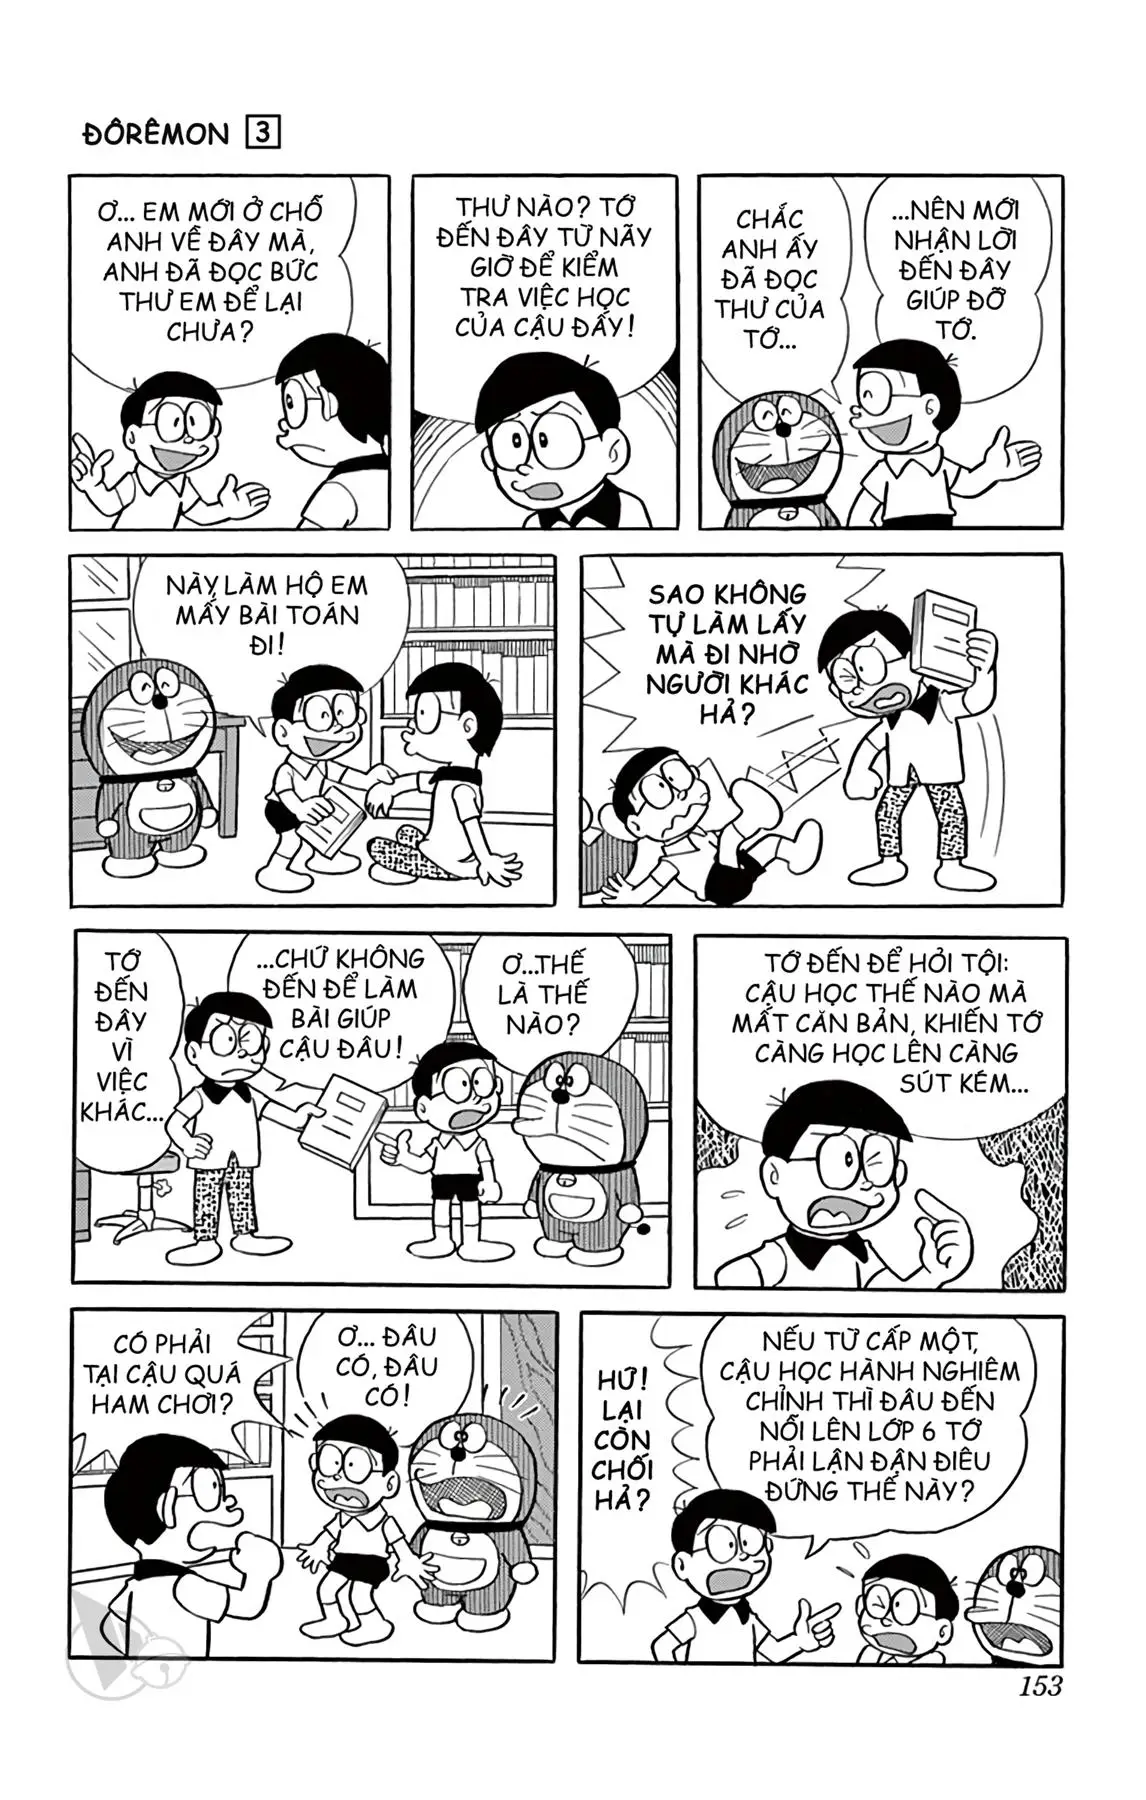 ĐÔRÊMON 3
Ơ... EM MỚI Ở CHỖ
ANH VỀ ĐÂY MÀ,
ANH ĐÃ ĐỌC BỨC
THƯ EM ĐỂ LẠI
CHƯA?
THƯ NÀO? TỚ
ĐẾN ĐÂY TỪ NÃY
GIỜ ĐỂ KIỂM
TRA VIỆC HỌC
CỦA CẬU ĐẤY!
CHẮC
ANH ẤY
ĐÃ ĐỌC
THƯ CỦA
TỚ...
...NÊN MỚI
NHẬN LỜI
ĐẾN ĐÂY
GIÚP ĐỠ
TỚ.
NÀY, LÀM HỘ EM
MẤY BÀI TOÁN
ĐI!
SAO KHÔNG
TỰ LÀM LẤY
MÀ ĐI NHỜ
NGƯỜI KHÁC
HẢ?
TỚ
ĐẾN
ĐÂY
VÌ
VIỆC
KHÁC...
...CHỨ KHÔNG
ĐẾN ĐỂ LÀM
BÀI GIÚP
CẬU ĐÂU!
Ơ...THẾ
LÀ THẾ
NÀO?
TỚ ĐẾN ĐỂ HỎI TỘI:
CẬU HỌC THẾ NÀO MÀ
MẤT CĂN BẢN, KHIẾN TỚ
CÀNG HỌC LÊN CÀNG
SÚT KÉM...
CÓ PHẢI
TẠI CẬU QUÁ
HAM CHƠI?
Ơ... ĐÂU
CÓ, ĐÂU
CÓ!
HỨ!
LẠI
CÒN
CHỐI
HẢ?
NẾU TỪ CẤP MỘT,
CẬU HỌC HÀNH NGHIÊM
CHỈNH THÌ ĐÂU ĐẾN
NỖI LÊN LỚP 6 TỚ
PHẢI LẬN ĐẬN ĐIÊU
ĐỨNG THẾ NÀY?
153